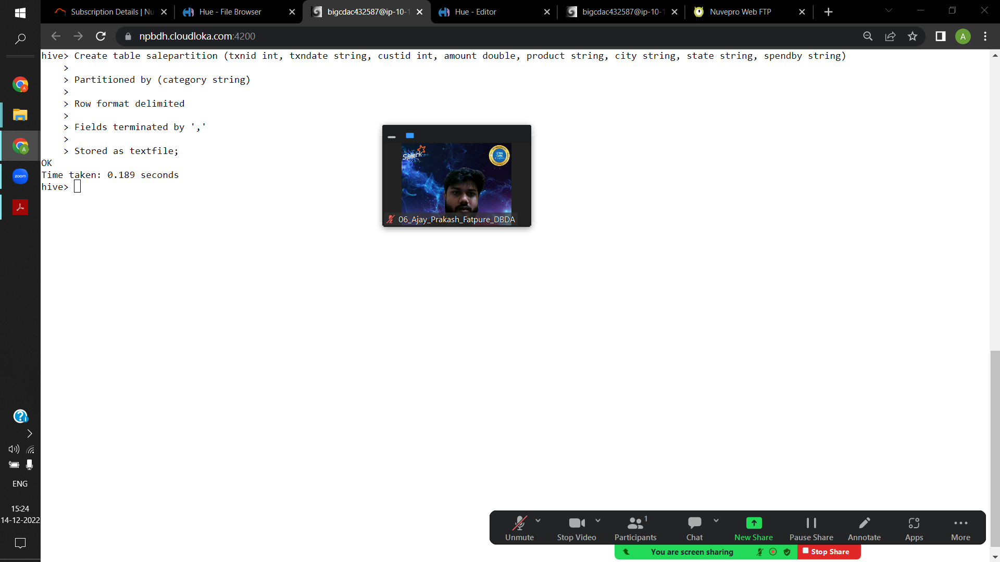 Subscription Details | Nu
Hue - File Browser
bigcdac432587@ip-10-1
Hue - Editor
bigcdac432587@ip-10-1
Nuvepro Web FTP
npbdh.cloudloka.com:4200
A
hive> Create table salepartition (txnid int, txndate string, custid int, amount double, product string, city string, state string, spendby string)
>
> Partitioned by (category string)
>
> Row format delimited
>
> Fields terminated by ','
>
> Stored as textfile;
OK
Time taken: 0.189 seconds
hive>
Spark
06_Ajay_Prakash_Fatpure_DBDA
zoom
ENG
15:24
14-12-2022
1
Unmute
Stop Video
Participants
Chat
New Share
Pause Share
Annotate
Apps
More
You are screen sharing
Stop Share